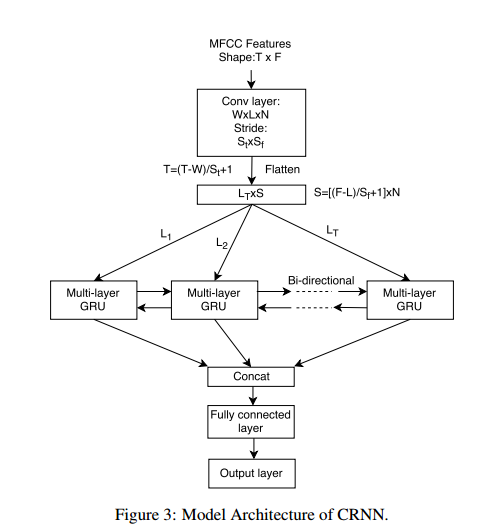 MFCC Features
Shape:T x F
Conv layer:
WxLxN
Stride:
StxSf
T=(T-W)/St+1
Flatten
LTxS
S=[(F-L)/Sf+1]xN
L1
L2
LT
Bi-directional
Multi-layer
GRU
Multi-layer
GRU
Multi-layer
GRU
Concat
Fully connected
layer
Output layer
Figure 3: Model Architecture of CRNN.